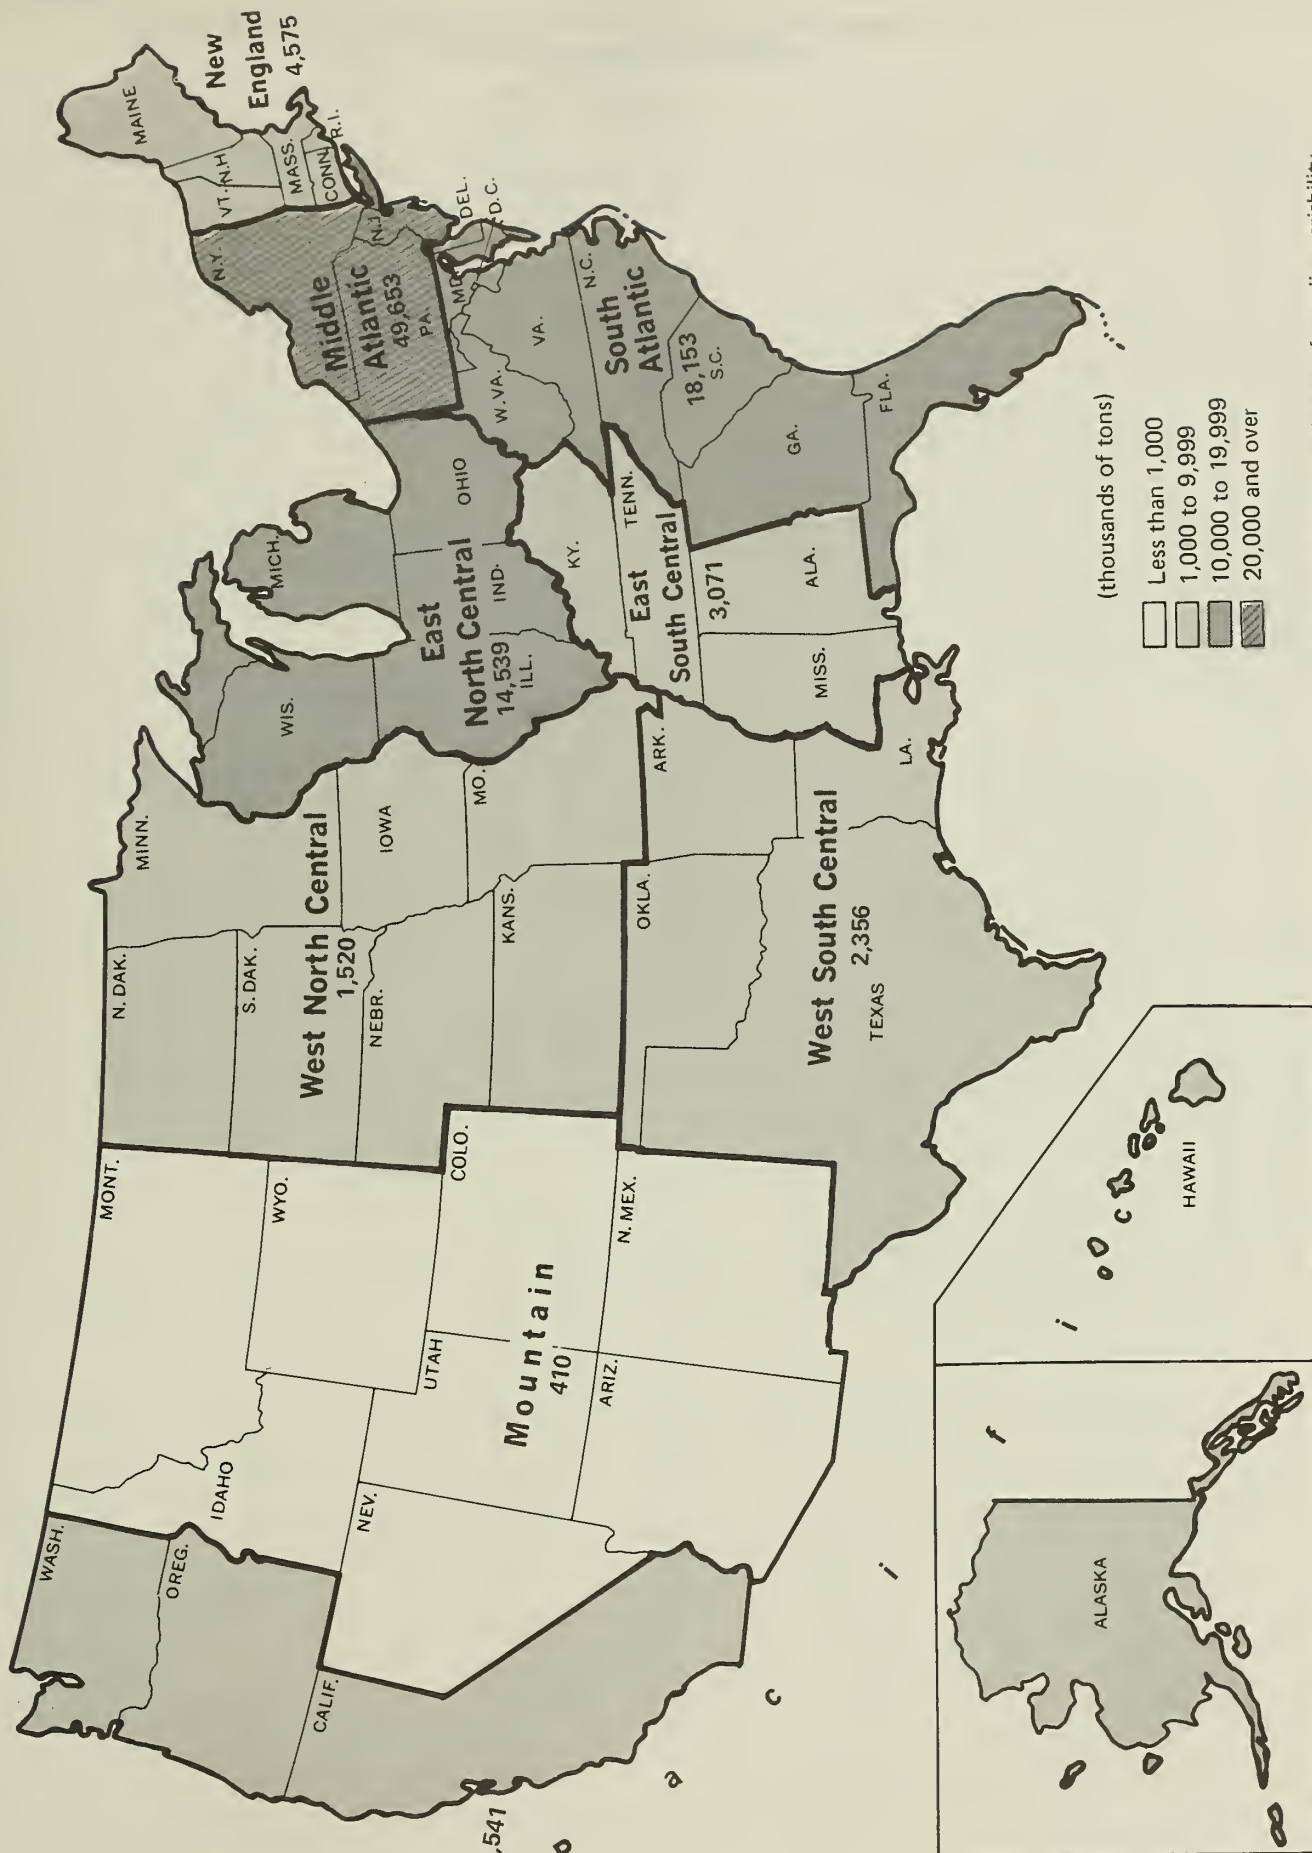 WASH.
OREG.
CALIF.
,541
a
c
i
f
i
c
MONT.
IDAHO
WYO.
NEV.
UTAH
COLO.
ARIZ.
N. MEX.
Mountain
410
N. DAK.
S. DAK.
MINN.
West North Central
1,520
NEBR.
IOWA
KANS.
MO.
OKLA.
ARK.
West South Central
2,356
TEXAS
LA.
WIS.
MICH.
East
North Central
14,539
ILL.
IND.
OHIO
KY.
TENN.
East
South Central
3,071
MISS.
ALA.
N.Y.
Middle
Atlantic
49,653
PA.
N.J.
MAINE
VT.
N.H
MASS.
CONN.
R.I.
New
England
4,575
DEL.
D.C.
MD.
W. VA.
VA.
N.C.
South
Atlantic
18,153
S.C.
GA.
FLA.
ALASKA
HAWAII
(thousands of tons)
Less than 1,000
1,000 to 9,999
10,000 to 19,999
20,000 and over